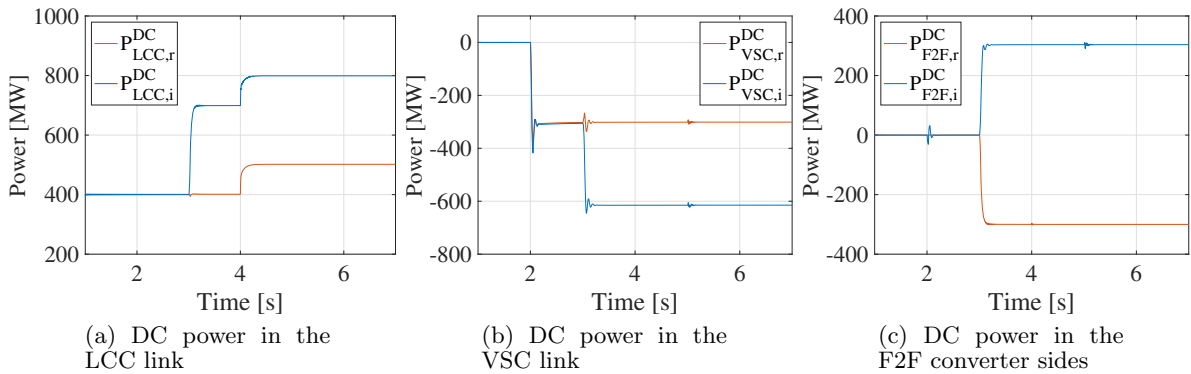 1000
800
600
400
200
Power [MW]
P^DC_LCC,r
P^DC_LCC,i
2 4 6
Time [s]
(a) DC power in the
LCC link
0
-200
-400
-600
-800
Power [MW]
P^DC_VSC,r
P^DC_VSC,i
2 4 6
Time [s]
(b) DC power in the
VSC link
400
200
0
-200
-400
Power [MW]
P^DC_F2F,r
P^DC_F2F,i
2 4 6
Time [s]
(c) DC power in the
F2F converter sides